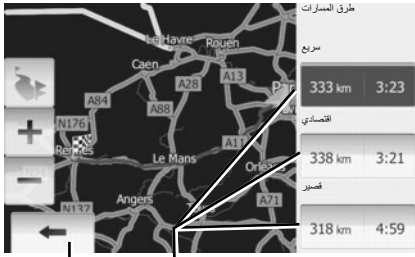 طرق المسارات
سريع
333 km 3:23
اقتصادي
338 km 3:21
قصير
318 km 4:59
Le Havre
Rouen
Caen
A13
A28
A84
A88
N176
Rennes
A11
Le Mans
Orléans
Angers
A71
N137